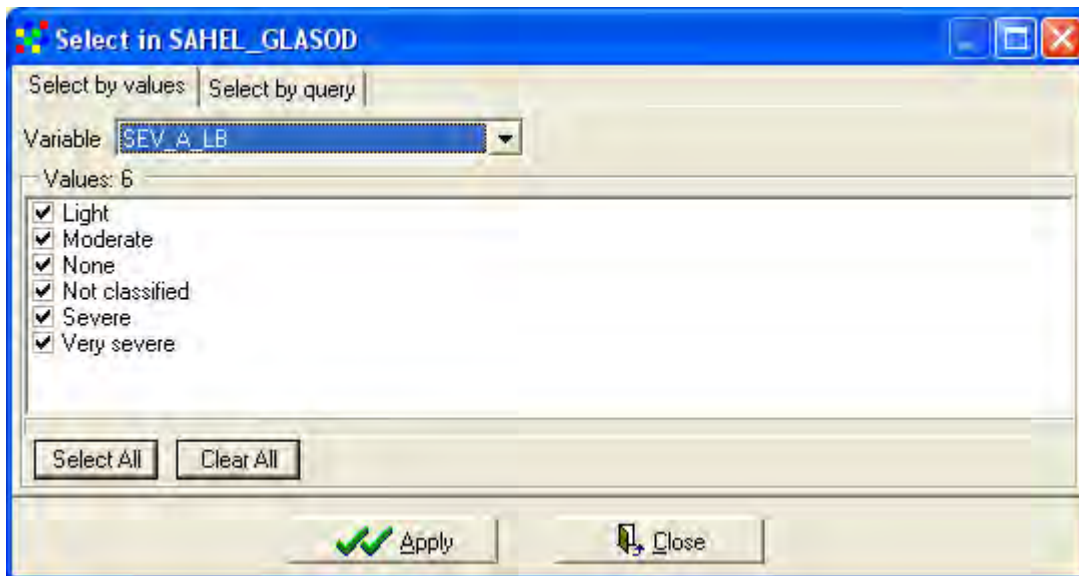 Select in SAHEL_GLASOD
Select by values Select by query
Variable SEV_A_LB
Values: 6
Light
Moderate
None
Not classified
Severe
Very severe
Select All Clear All
Apply Close